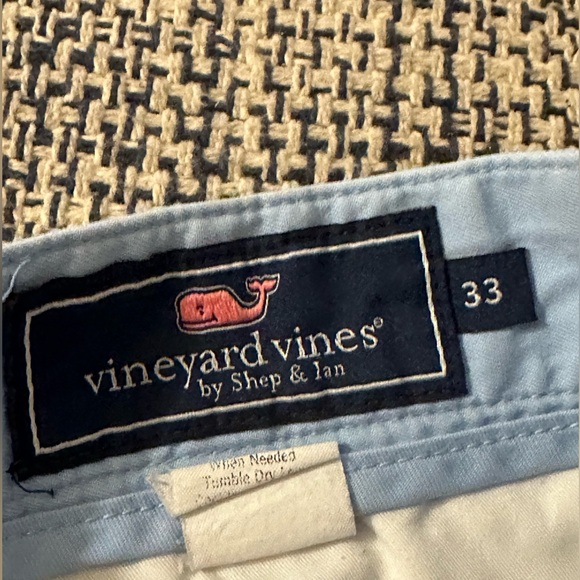 vineyard vines®
by Shep & Ian
33
When Needed
Tumble Dry